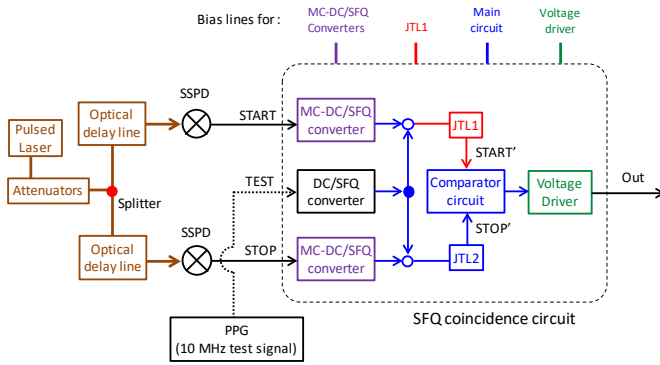 Bias lines for :
MC-DC/SFQ
Converters
JTL1
Main
circuit
Voltage
driver
SSPD
Optical
delay line
START
MC-DC/SFQ
converter
JTL1
Pulsed
Laser
START’
Attenuators
Splitter
TEST
DC/SFQ
converter
Comparator
circuit
Voltage
Driver
Out
STOP’
SSPD
Optical
delay line
STOP
MC-DC/SFQ
converter
JTL2
PPG
(10 MHz test signal)
SFQ coincidence circuit